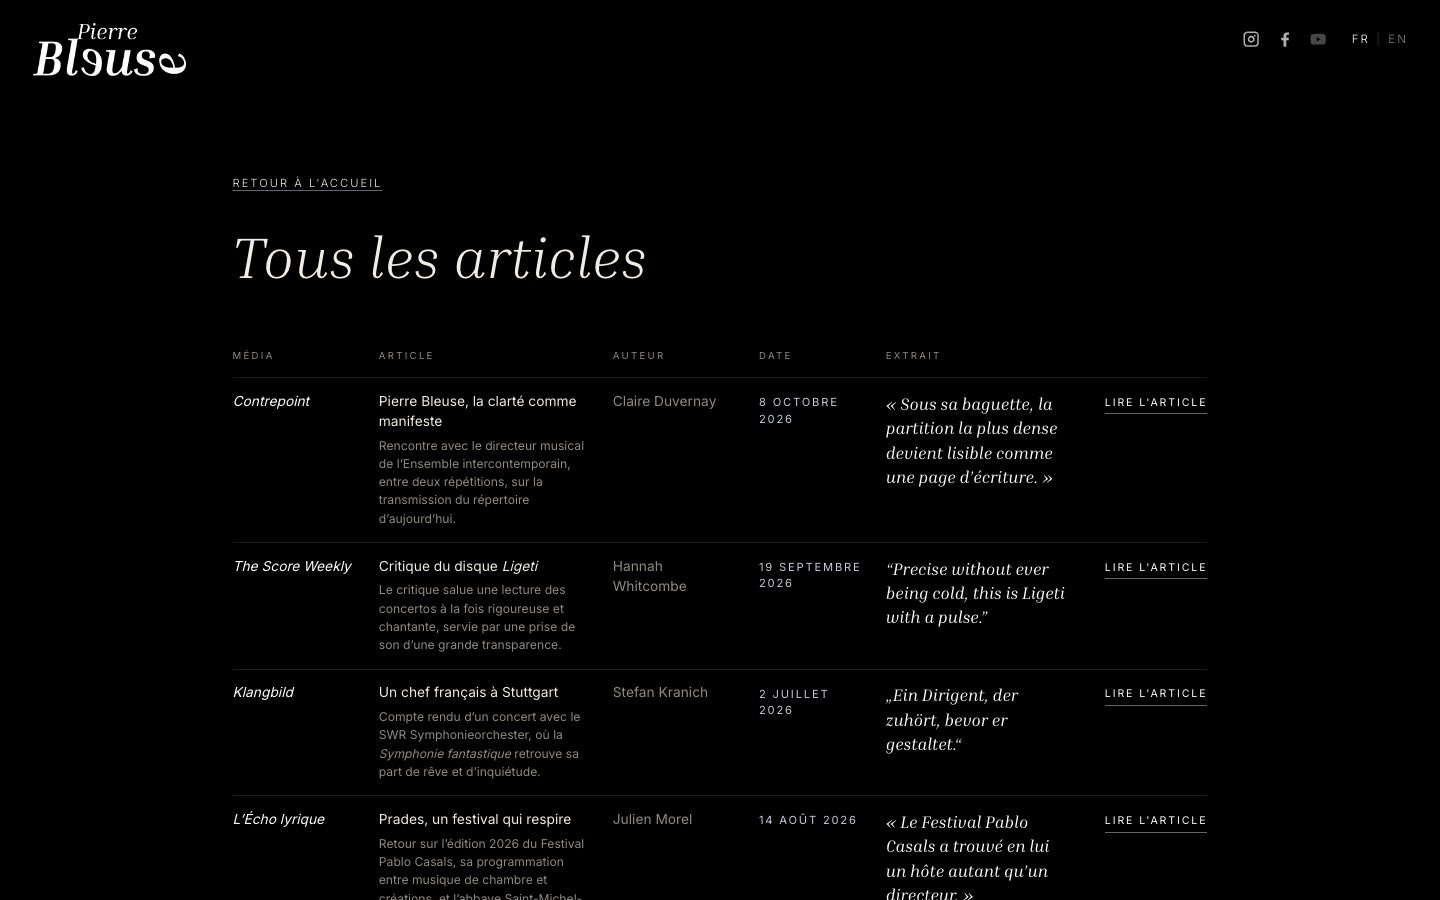 Pierre
Bleuse
FR | EN
RETOUR À L'ACCUEIL
Tous les articles
MÉDIA ARTICLE AUTEUR DATE EXTRAIT
Contrepoint
Pierre Bleuse, la clarté comme
manifeste
Rencontre avec le directeur musical
de l’Ensemble intercontemporain,
entre deux répétitions, sur la
transmission du répertoire
d’aujourd’hui.
Claire Duvernay
8 OCTOBRE
2026
« Sous sa baguette, la
partition la plus dense
devient lisible comme
une page d’écriture. »
LIRE L'ARTICLE
The Score Weekly
Critique du disque Ligeti
Le critique salue une lecture des
concertos à la fois rigoureuse et
chantante, servie par une prise de
son d’une grande transparence.
Hannah
Whitcombe
19 SEPTEMBRE
2026
“Precise without ever
being cold, this is Ligeti
with a pulse.”
LIRE L'ARTICLE
Klangbild
Un chef français à Stuttgart
Compte rendu d’un concert avec le
SWR Symphonieorchester, où la
Symphonie fantastique retrouve sa
part de rêve et d’inquiétude.
Stefan Kranich
2 JUILLET
2026
„Ein Dirigent, der
zuhört, bevor er
gestaltet.“
LIRE L'ARTICLE
L’Écho lyrique
Prades, un festival qui respire
Retour sur l’édition 2026 du Festival
Pablo Casals, sa programmation
entre musique de chambre et
créations, et l’abbaye Saint-Michel-
Julien Morel
14 AOÛT 2026
« Le Festival Pablo
Casals a trouvé en lui
un hôte autant qu’un
directeur. »
LIRE L'ARTICLE